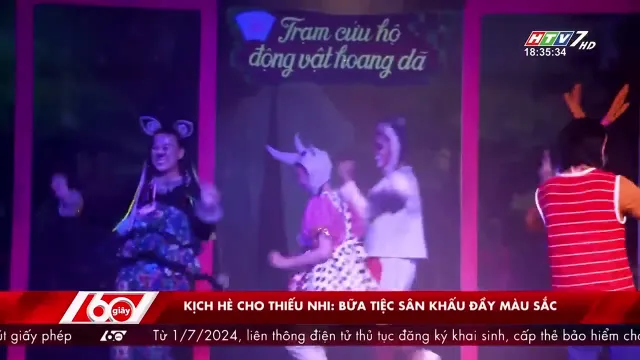 Trạm cứu hộ
động vật hoang dã
HTV7 HD
18:35:34
60 giây
KỊCH HÈ CHO THIẾU NHI: BỮA TIỆC SÂN KHẤU ĐẦY MÀU SẮC
út giấy phép 60 Từ 1/7/2024, liên thông điện tử thủ tục đăng ký khai sinh, cấp thẻ bảo hiểm